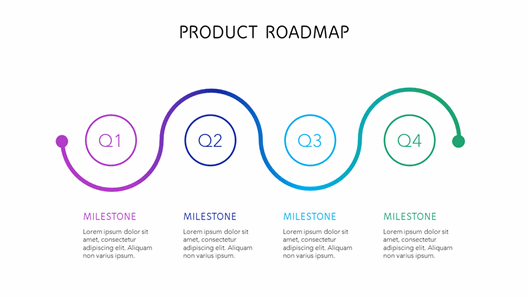 PRODUCT ROADMAP
Q1
Q2
Q3
Q4
MILESTONE
Lorem ipsum dolor sit
amet, consectetur
adipiscing elit. Aliquam
non varius ipsum.
MILESTONE
Lorem ipsum dolor sit
amet, consectetur
adipiscing elit. Aliquam
non varius ipsum.
MILESTONE
Lorem ipsum dolor sit
amet, consectetur
adipiscing elit. Aliquam
non varius ipsum.
MILESTONE
Lorem ipsum dolor sit
amet, consectetur
adipiscing elit. Aliquam
non varius ipsum.